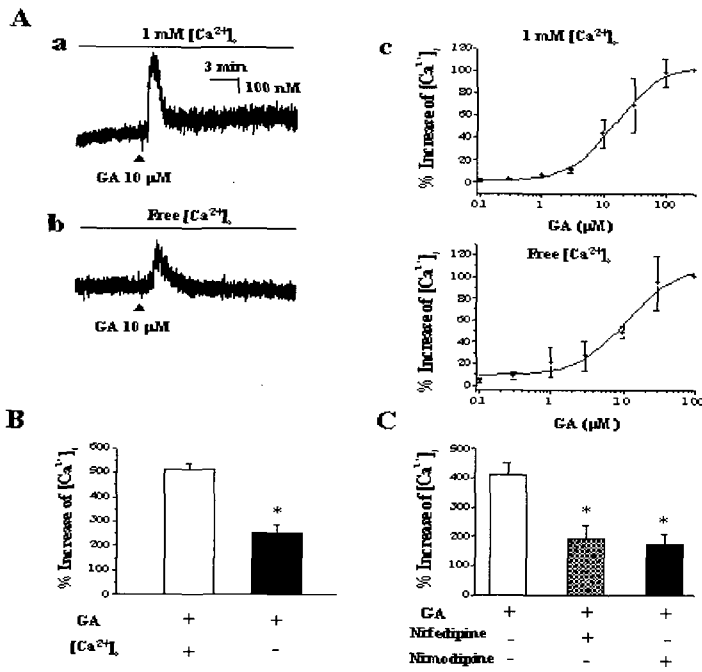 A
a
1 mM [Ca²⁺]ₒ
3 min
100 nM
GA 10 μM
b
Free [Ca²⁺]ₒ
GA 10 μM
c
1 mM [Ca²⁺]ₒ
% Increase of [Ca²⁺]ᵢ
120
100
80
60
40
20
0
0.1 1 10 100
GA (μM)
Free [Ca²⁺]ₒ
% Increase of [Ca²⁺]ᵢ
120
100
80
60
40
20
0
0.1 1 10 100
GA (μM)
B
% Increase of [Ca²⁺]ᵢ
600
500
400
300
200
100
0
*
GA + +
[Ca²⁺]ₒ + -
C
% Increase of [Ca²⁺]ᵢ
500
400
300
200
100
0
* *
GA + + +
Nifedipine - + -
Nimodipine - - +